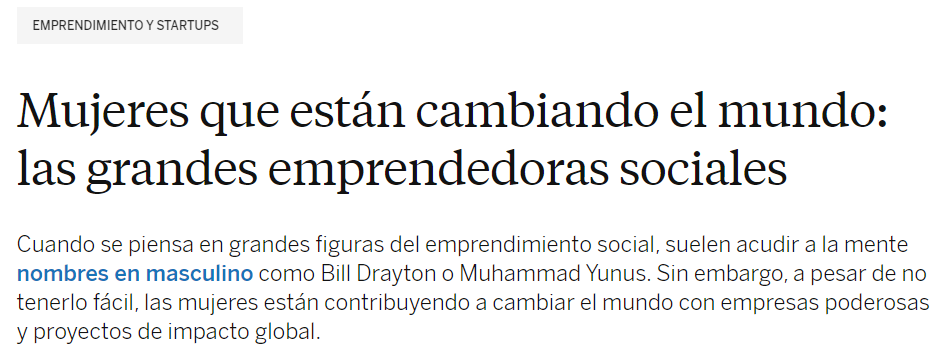 EMPRENDIMIENTO Y STARTUPS
Mujeres que están cambiando el mundo:
las grandes emprendedoras sociales
Cuando se piensa en grandes figuras del emprendimiento social, suelen acudir a la mente
nombres en masculino como Bill Drayton o Muhammad Yunus. Sin embargo, a pesar de no
tenerlo fácil, las mujeres están contribuyendo a cambiar el mundo con empresas poderosas
y proyectos de impacto global.